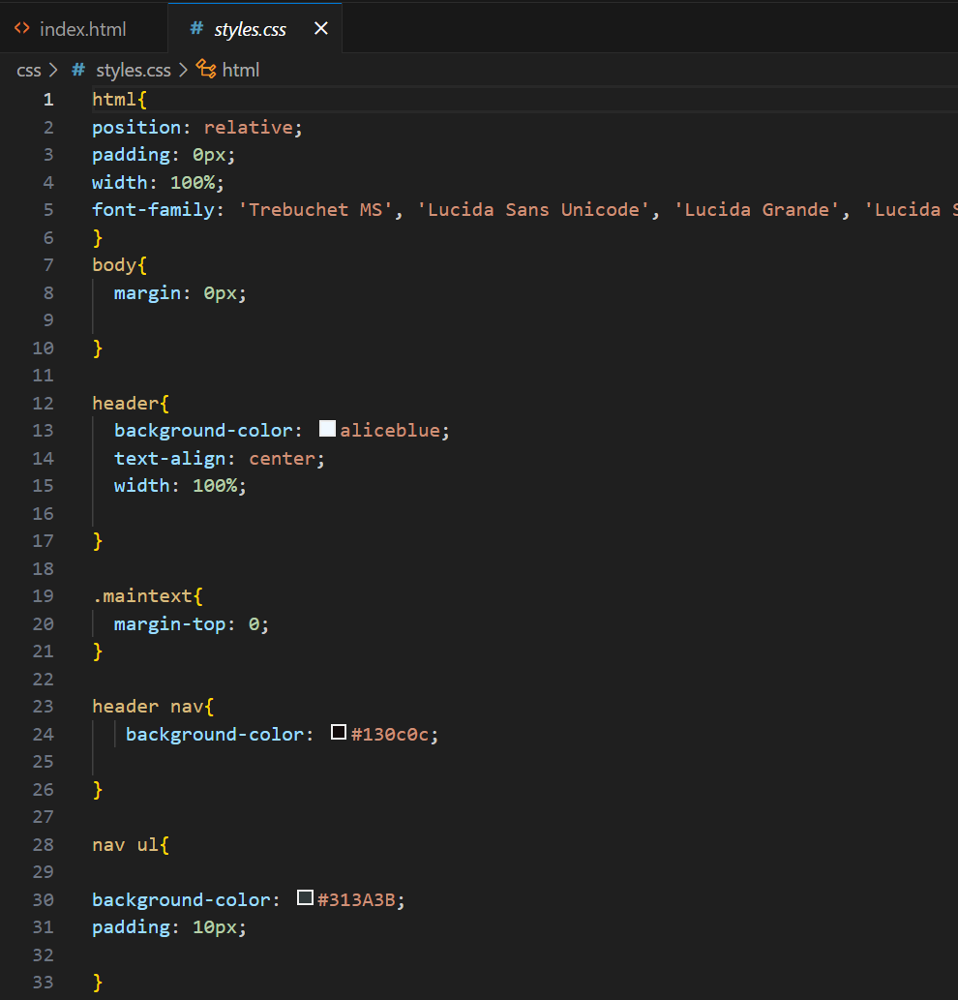 index.html # styles.css ×
css > # styles.css > html
1 html{
2 position: relative;
3 padding: 0px;
4 width: 100%;
5 font-family: 'Trebuchet MS', 'Lucida Sans Unicode', 'Lucida Grande', 'Lucida
6 }
7 body{
8 margin: 0px;
9
10 }
11
12 header{
13 background-color: aliceblue;
14 text-align: center;
15 width: 100%;
16
17 }
18
19 .maintext{
20 margin-top: 0;
21 }
22
23 header nav{
24 background-color: #130c0c;
25
26 }
27
28 nav ul{
29
30 background-color: #313A3B;
31 padding: 10px;
32
33 }